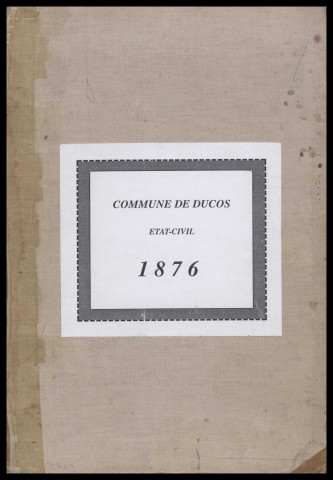 COMMUNE DE DUCOS
ETAT-CIVIL
1876